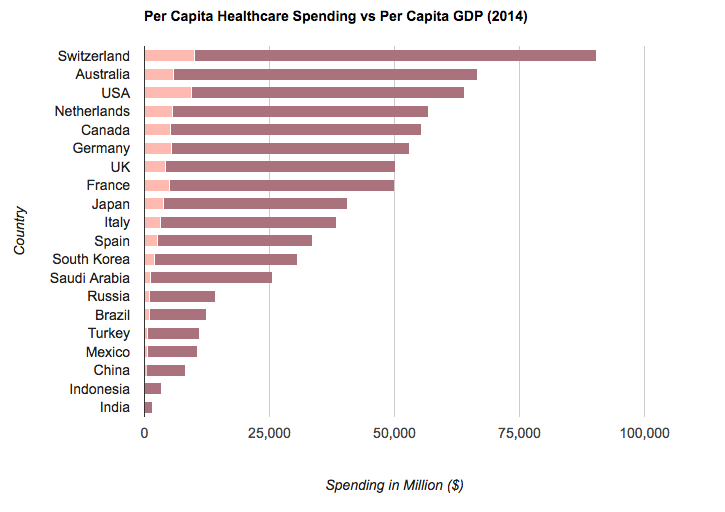 Per Capita Healthcare Spending vs Per Capita GDP (2014)
Country
Switzerland
Australia
USA
Netherlands
Canada
Germany
UK
France
Japan
Italy
Spain
South Korea
Saudi Arabia
Russia
Brazil
Turkey
Mexico
China
Indonesia
India
0 25,000 50,000 75,000 100,000
Spending in Million ($)